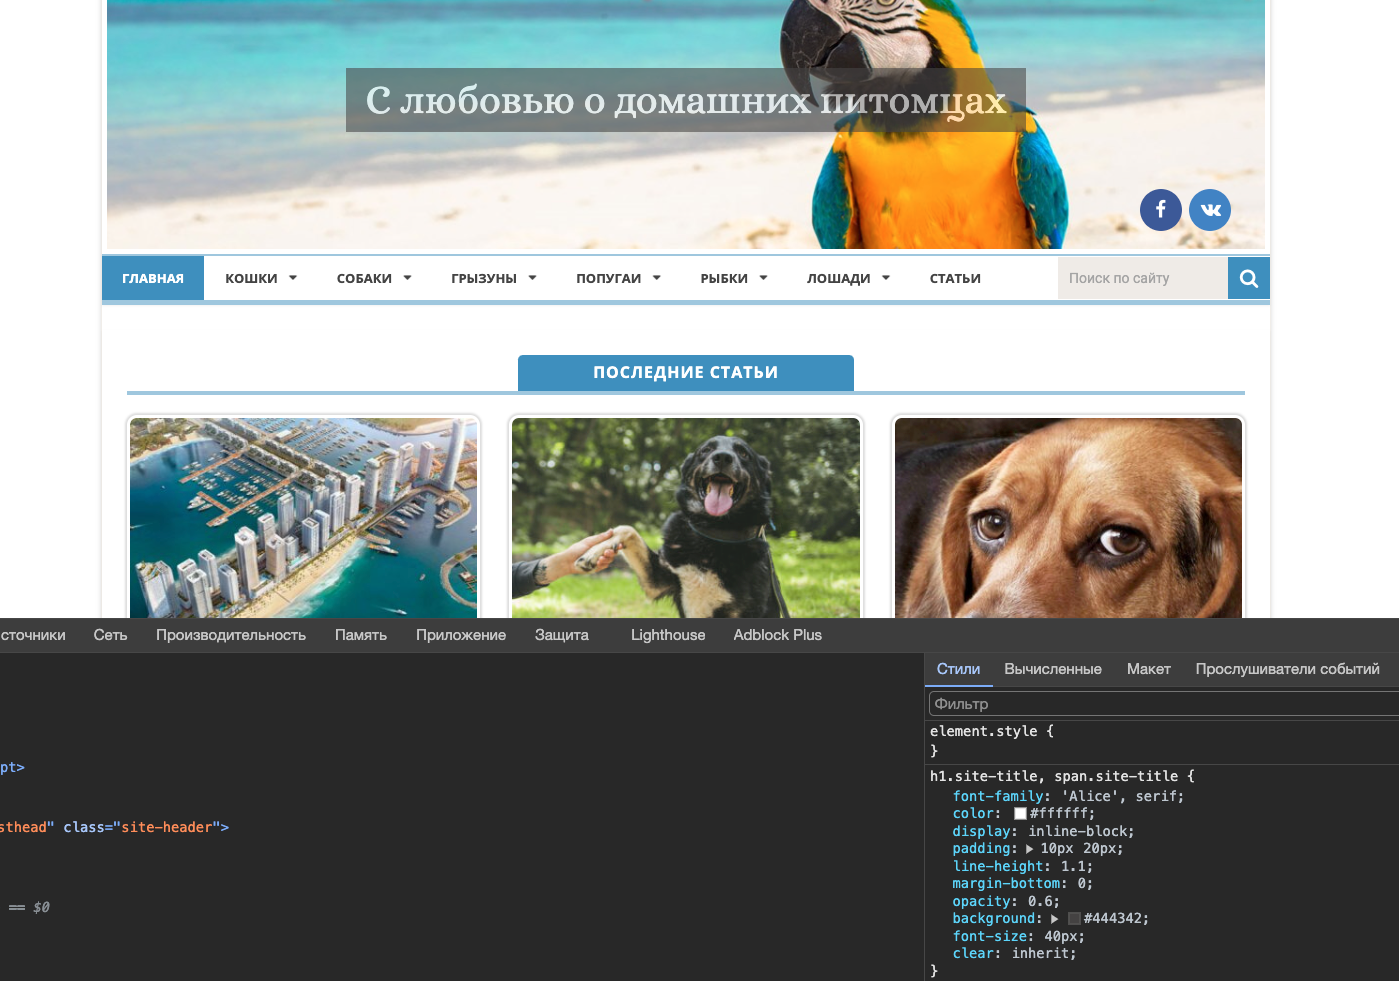 С любовью о домашних питомцах
ГЛАВНАЯ КОШКИ СОБАКИ ГРЫЗУНЫ ПОПУГАИ РЫБКИ ЛОШАДИ СТАТЬИ Поиск по сайту
ПОСЛЕДНИЕ СТАТЬИ
сточники Сеть Производительность Память Приложение Защита Lighthouse Adblock Plus
pt>
sthead" class="site-header">
== $0
Стили Вычисленные Макет Прослушиватели событий
Фильтр
element.style {
}
h1.site-title, span.site-title {
font-family: 'Alice', serif;
color: #ffffff;
display: inline-block;
padding: 10px 20px;
line-height: 1.1;
margin-bottom: 0;
opacity: 0.6;
background: #444342;
font-size: 40px;
clear: inherit;
}